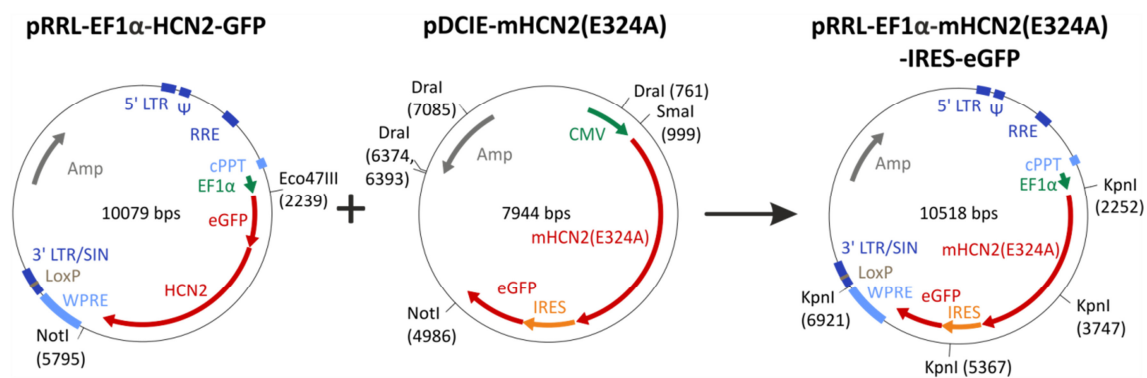 pRRL-EF1α-HCN2-GFP
5' LTR
Ψ
RRE
cPPT
EF1α
Eco47III
(2239)
Amp
10079 bps
eGFP
3' LTR/SIN
LoxP
WPRE
HCN2
NotI
(5795)
+
pDCIE-mHCN2(E324A)
DraI
(7085)
DraI (761)
SmaI
(999)
CMV
DraI
(6374,
6393)
Amp
7944 bps
mHCN2(E324A)
eGFP
IRES
NotI
(4986)
pRRL-EF1α-mHCN2(E324A)
-IRES-eGFP
5' LTR
Ψ
RRE
cPPT
EF1α
KpnI
(2252)
Amp
10518 bps
mHCN2(E324A)
3' LTR/SIN
LoxP
WPRE
eGFP
IRES
KpnI
(6921)
KpnI
(3747)
KpnI (5367)